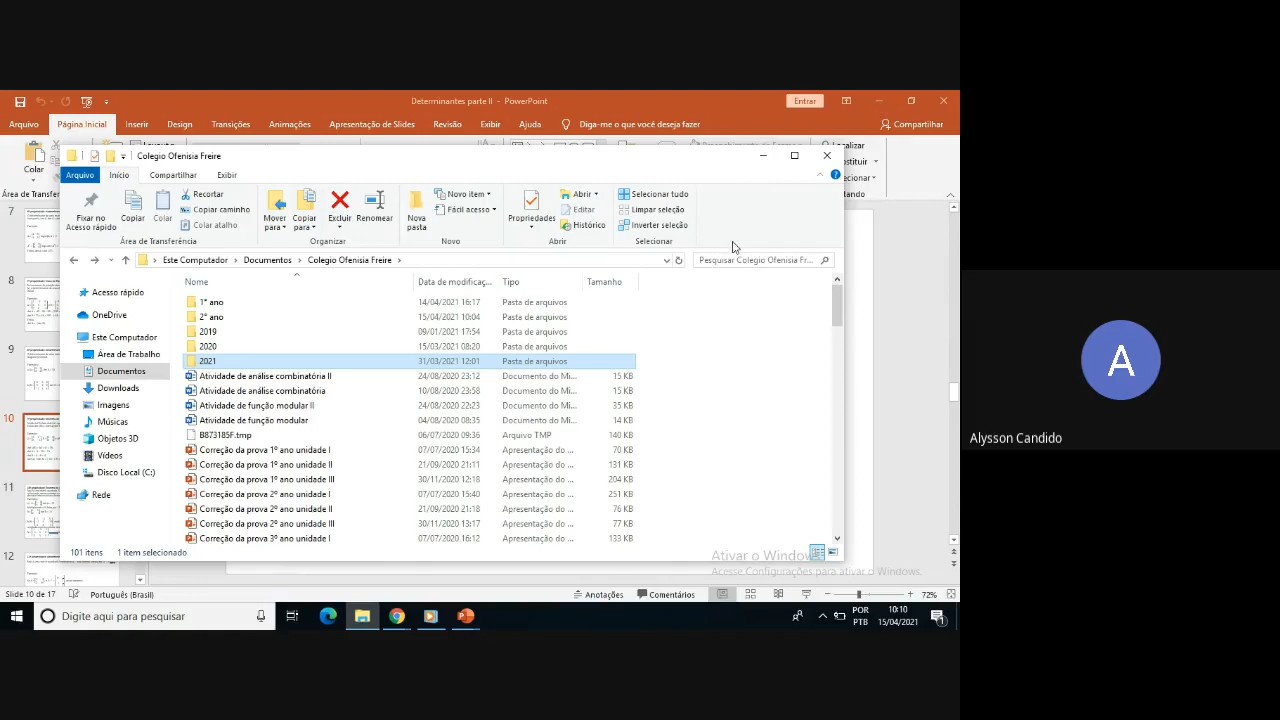 Determinantes parte II - PowerPoint
Entrar
Arquivo Página Inicial Inserir Design Transições Animações Apresentação de Slides Revisão Exibir Ajuda Diga-me o que você deseja fazer Compartilhar
Colar
Área de Transfer
Colegio Ofenisia Freire
Arquivo Início Compartilhar Exibir
Fixar no Acesso rápido
Copiar
Colar
Recortar
Copiar caminho
Colar atalho
Área de Transferência
Mover para
Copiar para
Excluir
Renomear
Organizar
Nova pasta
Novo item
Fácil acesso
Novo
Propriedades
Abrir
Editar
Histórico
Abrir
Selecionar tudo
Limpar seleção
Inverter seleção
Selecionar
Este Computador Documentos Colegio Ofenisia Freire
Pesquisar Colegio Ofenisia Fr...
Acesso rápido
OneDrive
Este Computador
Área de Trabalho
Documentos
Downloads
Imagens
Músicas
Objetos 3D
Vídeos
Disco Local (C:)
Rede
Nome Data de modificaç... Tipo Tamanho
1° ano 14/04/2021 16:17 Pasta de arquivos
2° ano 15/04/2021 10:04 Pasta de arquivos
2019 09/01/2021 17:54 Pasta de arquivos
2020 15/03/2021 08:20 Pasta de arquivos
2021 31/03/2021 12:01 Pasta de arquivos
Atividade de análise combinatória II 24/08/2020 23:12 Documento do Mi... 15 KB
Atividade de análise combinatória 10/08/2020 23:58 Documento do Mi... 15 KB
Atividade de função modular II 24/08/2020 22:23 Documento do Mi... 35 KB
Atividade de função modular 04/08/2020 08:35 Documento do Mi... 14 KB
B873185F.tmp 06/07/2020 09:36 Arquivo TMP 140 KB
Correção da prova 1º ano unidade I 07/07/2020 15:34 Apresentação do ... 70 KB
Correção da prova 1º ano unidade II 21/09/2020 21:11 Apresentação do ... 131 KB
Correção da prova 1º ano unidade III 30/11/2020 12:18 Apresentação do ... 204 KB
Correção da prova 2º ano unidade I 07/07/2020 15:45 Apresentação do ... 251 KB
Correção da prova 2º ano unidade II 21/09/2020 21:18 Apresentação do ... 76 KB
Correção da prova 2º ano unidade III 30/11/2020 13:17 Apresentação do ... 77 KB
Correção da prova 3º ano unidade I 07/07/2020 16:12 Apresentação do ... 133 KB
101 itens 1 item selecionado
7
8
9
10
11
12
Ativar o Windows
Acesse Configurações para ativar o Windows.
Slide 10 de 17 Português (Brasil) Anotações Comentários 72%
Digite aqui para pesquisar
POR
PTB
10:10
15/04/2021
1
A
Alysson Candido